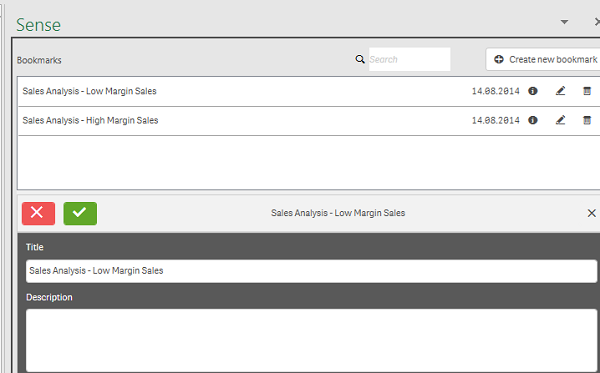 Sense
Bookmarks
Search
Create new bookmark
Sales Analysis - Low Margin Sales 14.08.2014
Sales Analysis - High Margin Sales 14.08.2014
Sales Analysis - Low Margin Sales
Title
Sales Analysis - Low Margin Sales
Description